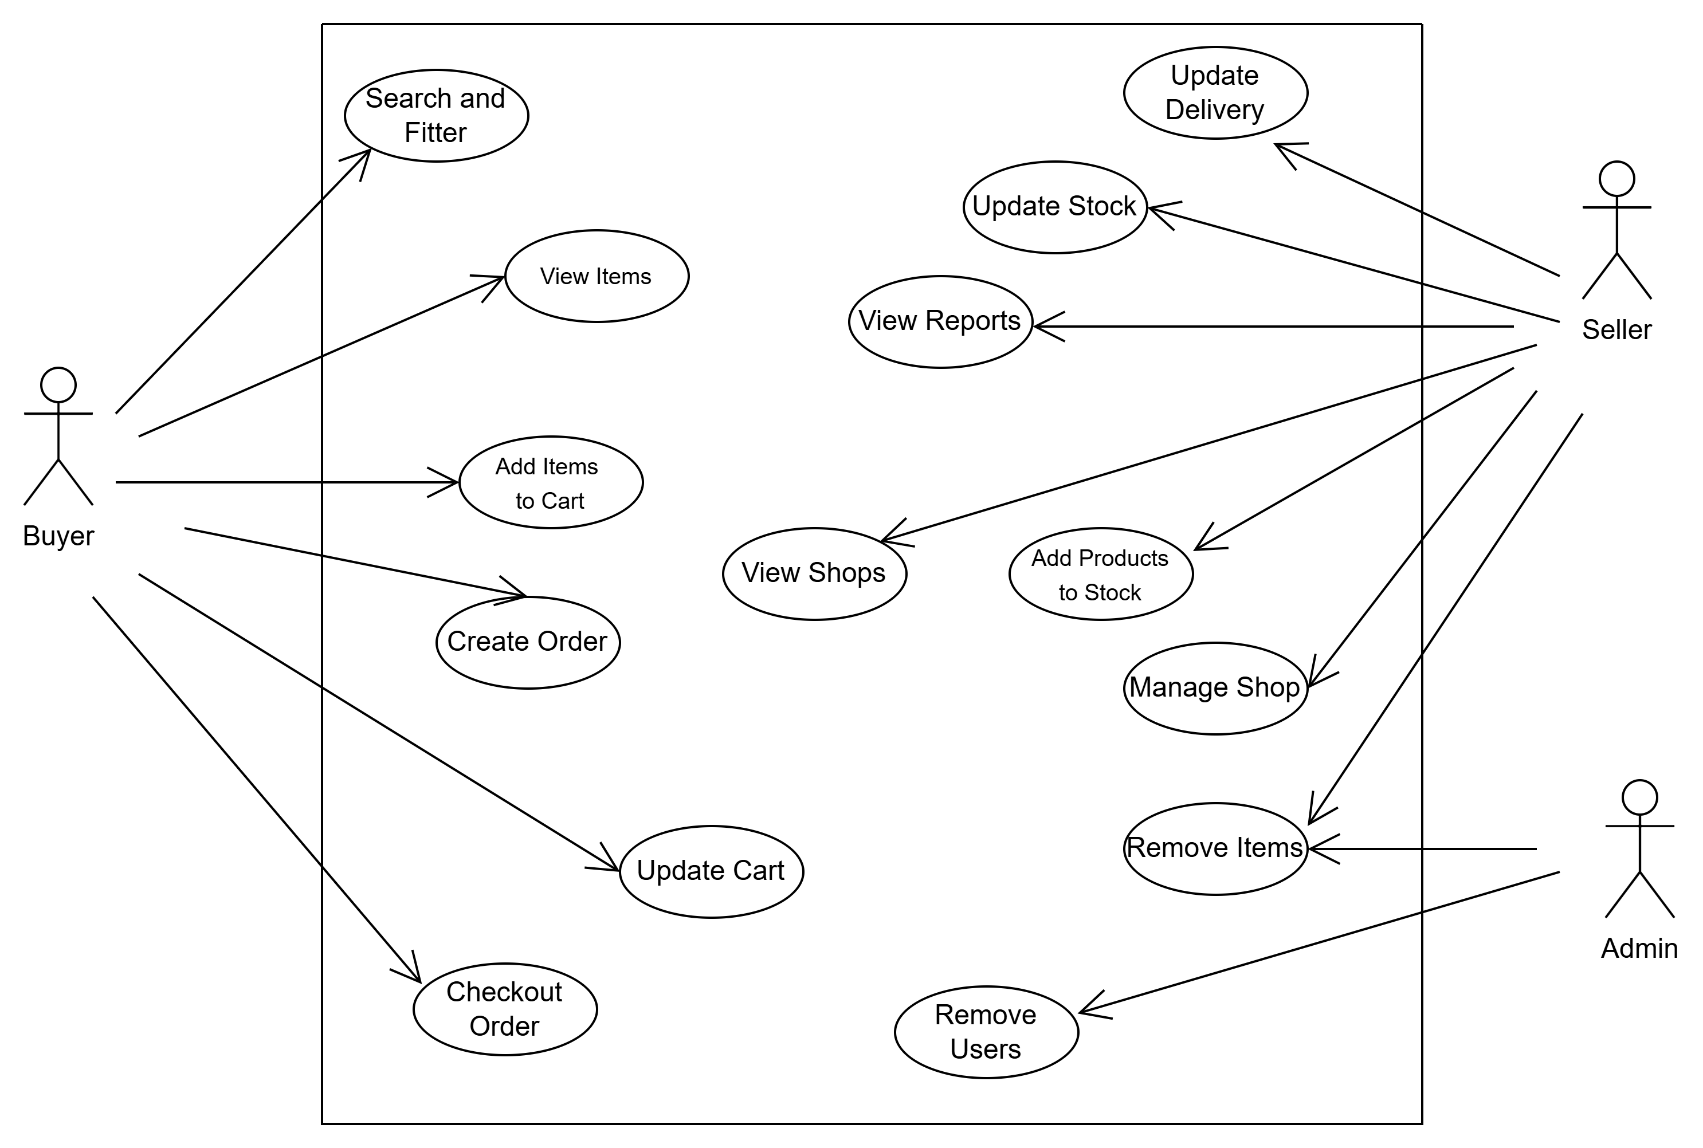 Search and
Fitter
Update
Delivery
Update Stock
View Items
View Reports
Seller
Add Items
to Cart
Buyer
View Shops
Add Products
to Stock
Create Order
Manage Shop
Update Cart
Remove Items
Admin
Checkout
Order
Remove
Users